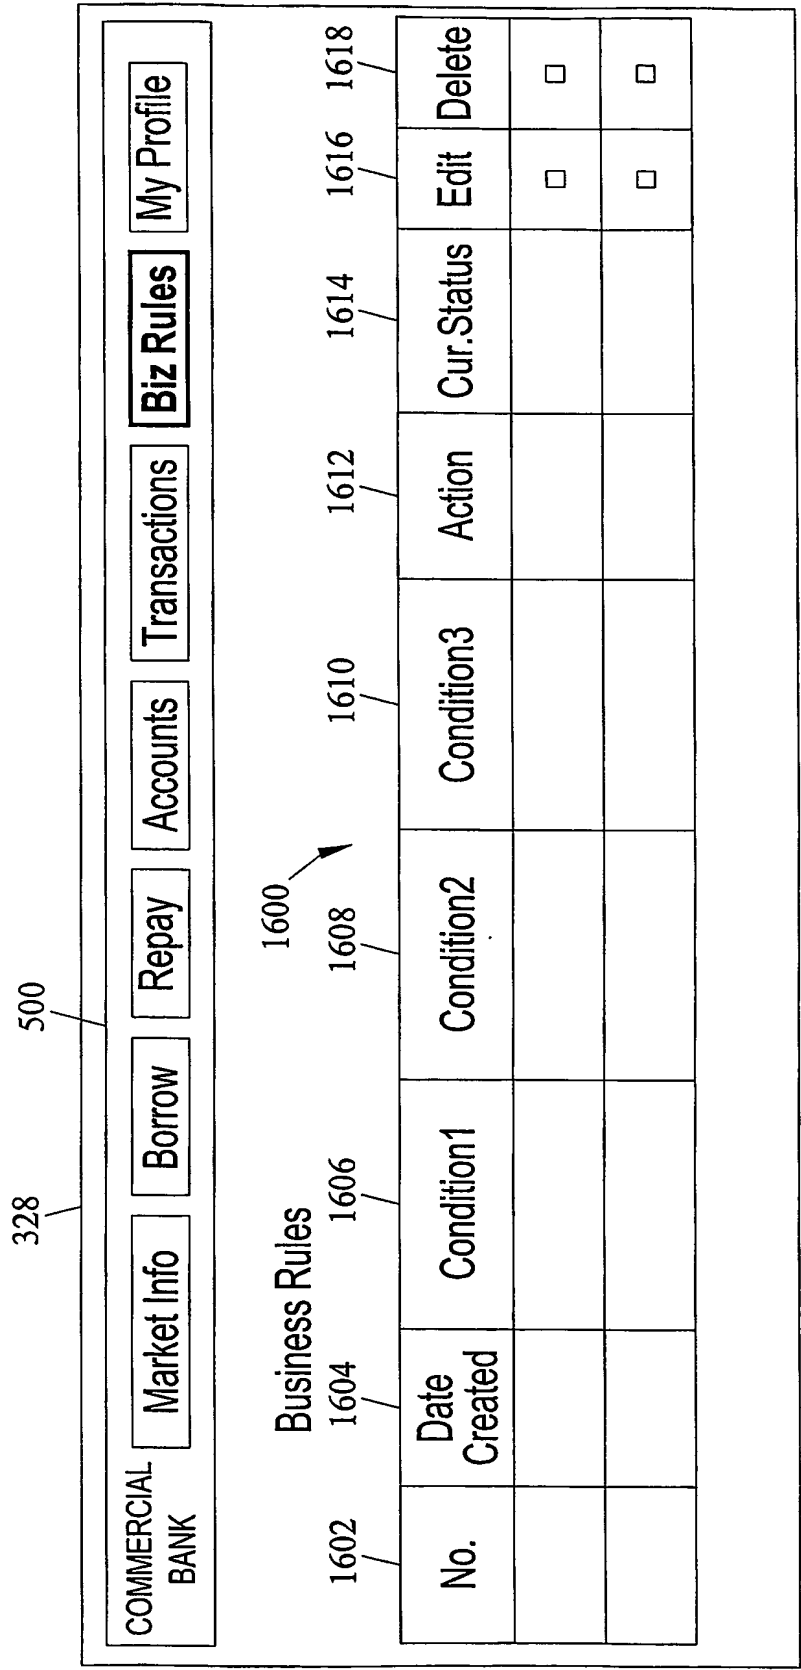 328
500
COMMERCIAL
BANK
Market Info
Borrow
Repay
Accounts
Transactions
Biz Rules
My Profile
Business Rules
1600
1602
1604
1606
1608
1610
1612
1614
1616
1618
No.
Date
Created
Condition1
Condition2
Condition3
Action
Cur.Status
Edit
Delete